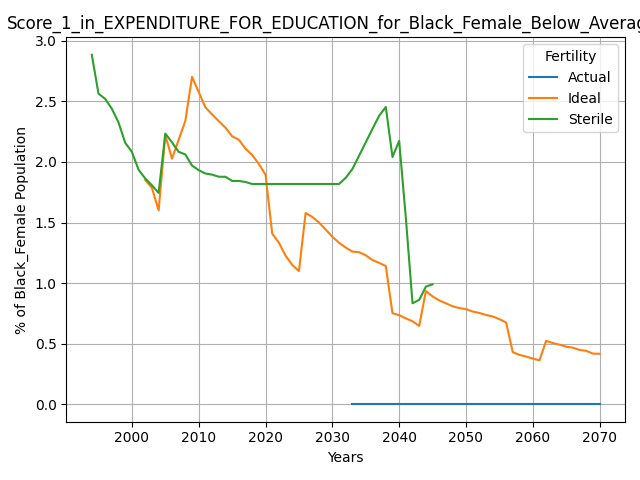 Score_1_in_EXPENDITURE_FOR_EDUCATION_for_Black_Female_Below_Averag
3.0
2.5
2.0
1.5
1.0
0.5
0.0
% of Black_Female Population
Fertility
Actual
Ideal
Sterile
2000 2010 2020 2030 2040 2050 2060 2070
Years